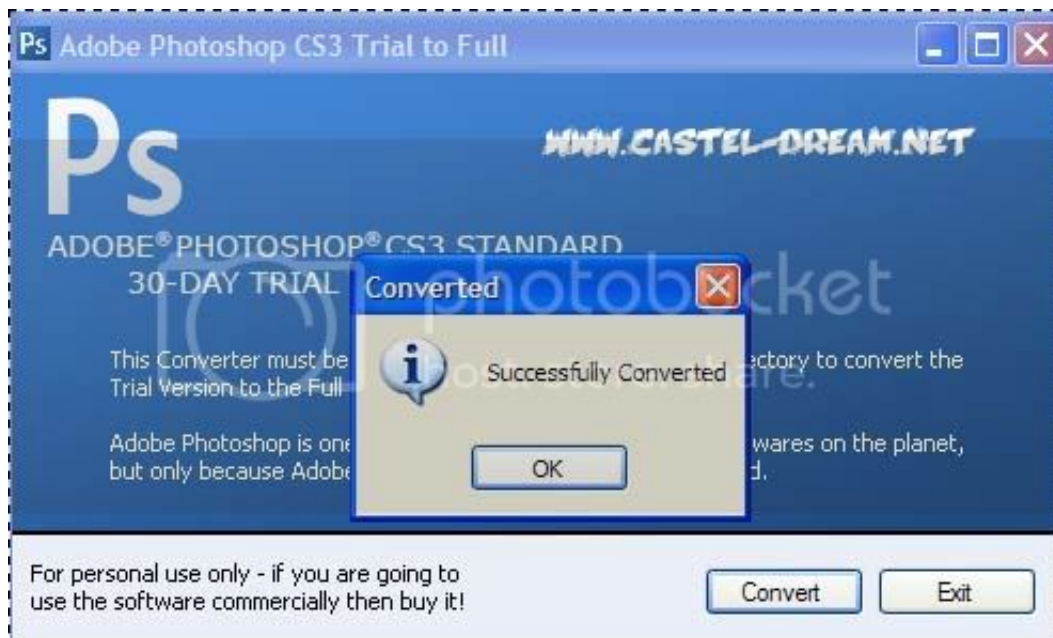 Ps Adobe Photoshop CS3 Trial to Full
Ps
WWW.CASTEL-DREAM.NET
ADOBE® PHOTOSHOP® CS3 STANDARD
30-DAY TRIAL
Converted
photobucket
This Converter must be ectory to convert the
Trial Version to the Full
Successfully Converted
Adobe Photoshop is one wares on the planet,
but only because Adobe d.
OK
For personal use only - if you are going to
use the software commercially then buy it!
Convert
Exit